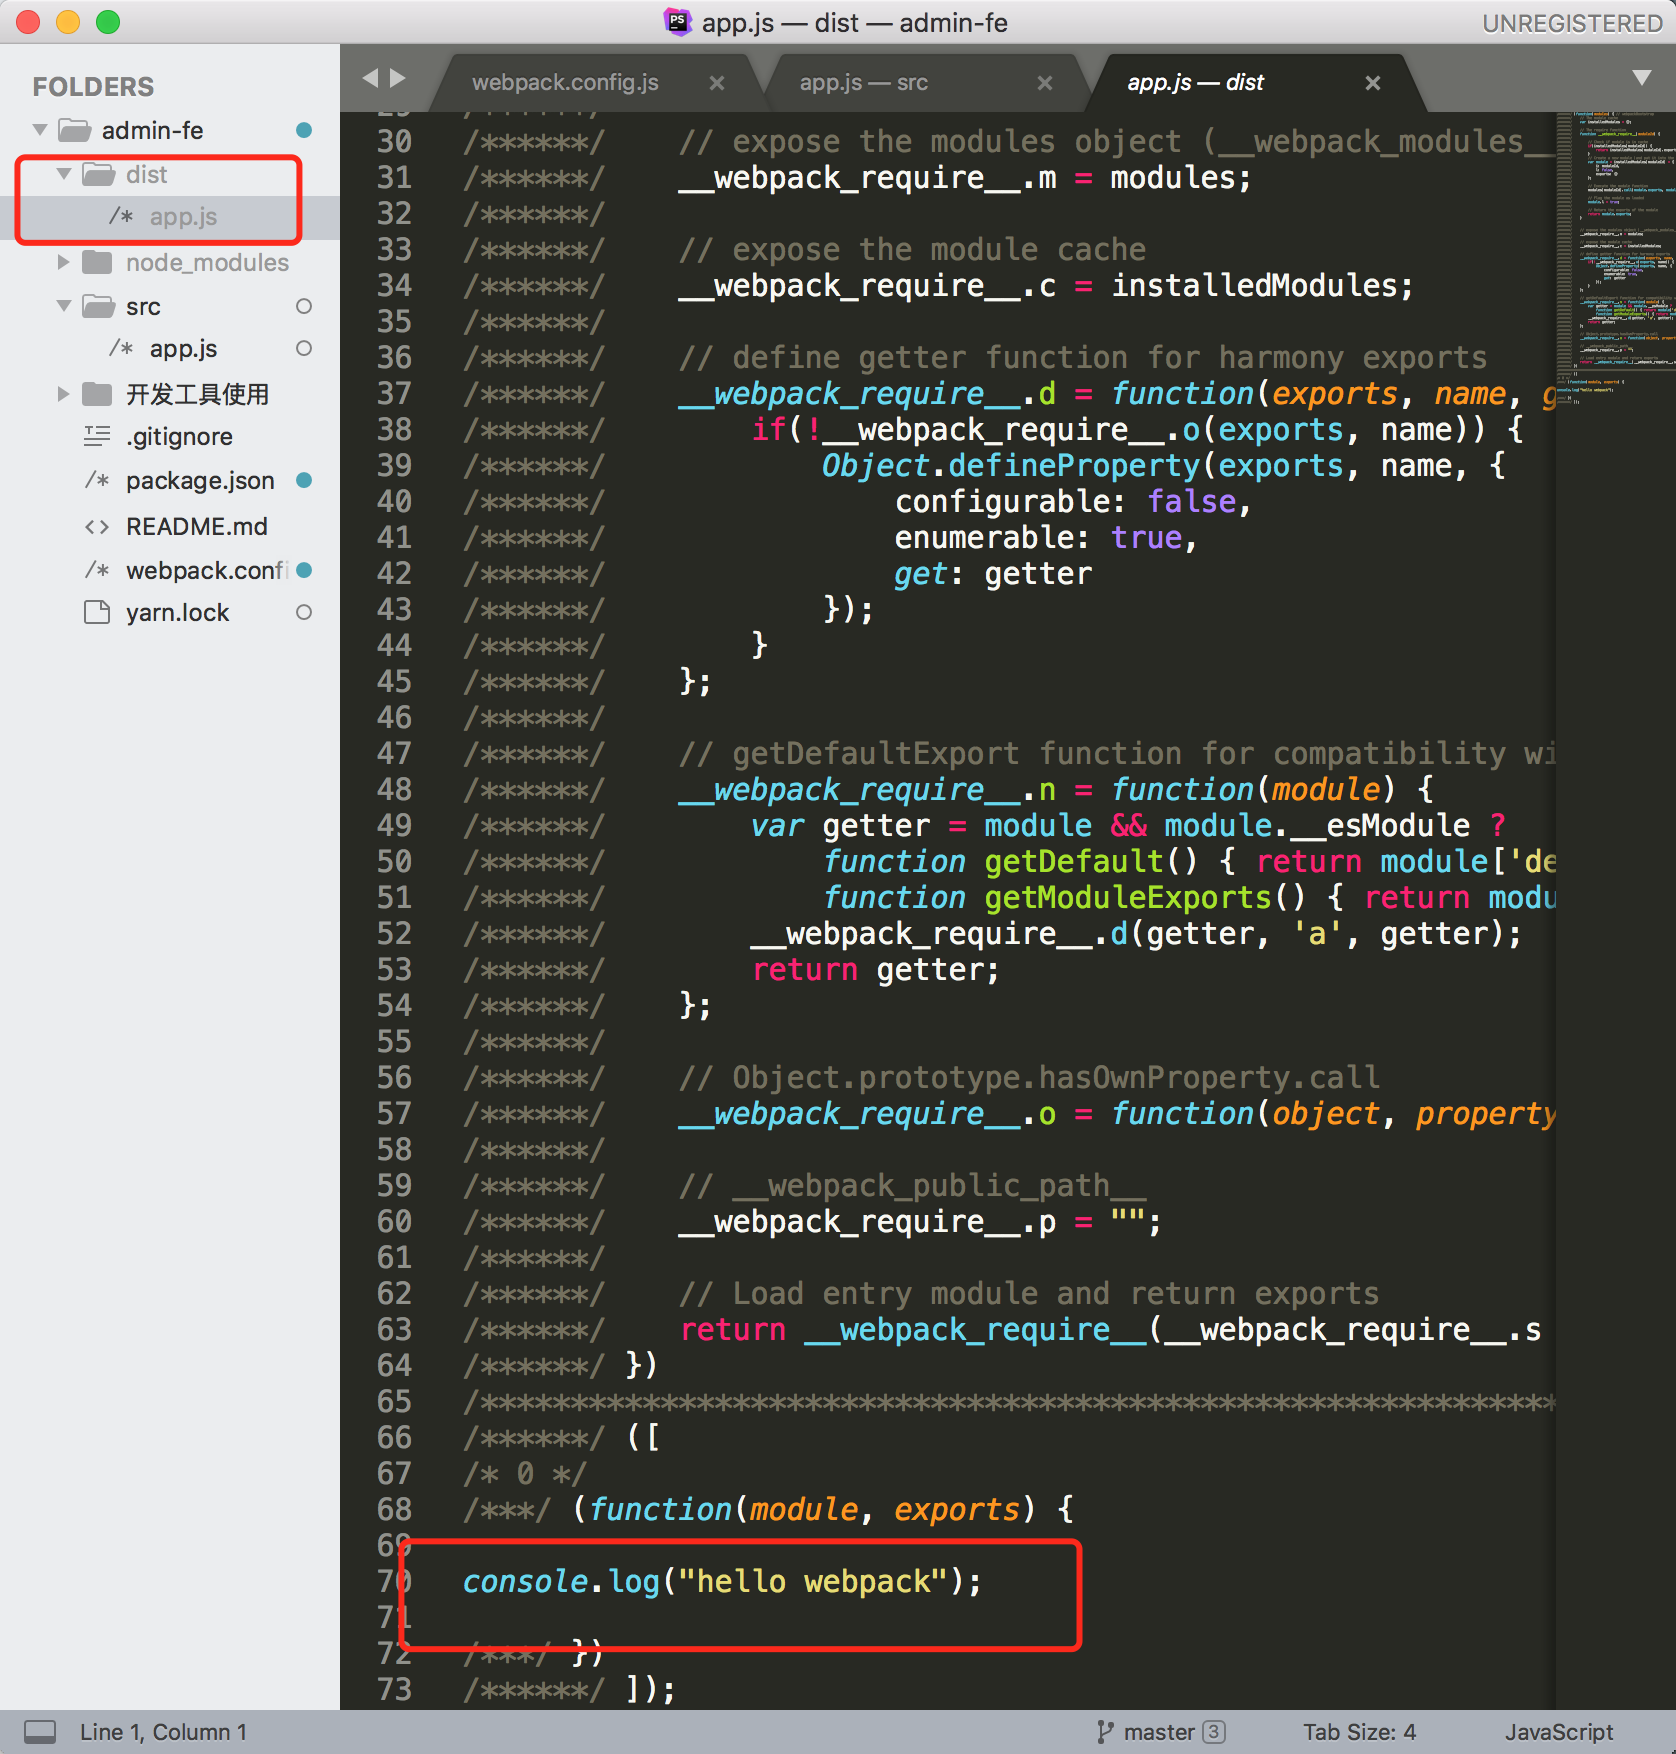 app.js — dist — admin-fe
UNREGISTERED
FOLDERS
admin-fe
dist
/* app.js
node_modules
src
/* app.js
开发工具使用
.gitignore
/* package.json
<> README.md
/* webpack.confi
yarn.lock
webpack.config.js ×
app.js — src ×
app.js — dist ×
30 /******/ // expose the modules object (__webpack_modules__
31 /******/ __webpack_require__.m = modules;
32 /******/
33 /******/ // expose the module cache
34 /******/ __webpack_require__.c = installedModules;
35 /******/
36 /******/ // define getter function for harmony exports
37 /******/ __webpack_require__.d = function(exports, name, g
38 /******/ if(!__webpack_require__.o(exports, name)) {
39 /******/ Object.defineProperty(exports, name, {
40 /******/ configurable: false,
41 /******/ enumerable: true,
42 /******/ get: getter
43 /******/ });
44 /******/ }
45 /******/ };
46 /******/
47 /******/ // getDefaultExport function for compatibility wi
48 /******/ __webpack_require__.n = function(module) {
49 /******/ var getter = module && module.__esModule ?
50 /******/ function getDefault() { return module['de
51 /******/ function getModuleExports() { return modu
52 /******/ __webpack_require__.d(getter, 'a', getter);
53 /******/ return getter;
54 /******/ };
55 /******/
56 /******/ // Object.prototype.hasOwnProperty.call
57 /******/ __webpack_require__.o = function(object, property
58 /******/
59 /******/ // __webpack_public_path__
60 /******/ __webpack_require__.p = "";
61 /******/
62 /******/ // Load entry module and return exports
63 /******/ return __webpack_require__(__webpack_require__.s
64 /******/ })
65 /************************************************************
66 /******/ ([
67 /* 0 */
68 /***/ (function(module, exports) {
69
70 console.log("hello webpack");
71
72 /***/ })
73 /******/ ]);
Line 1, Column 1
master 3
Tab Size: 4
JavaScript